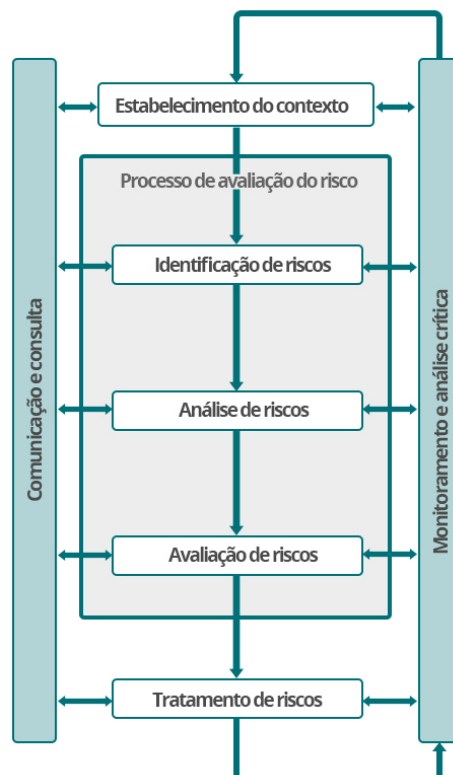 Estabelecimento do contexto
Processo de avaliação do risco
Identificação de riscos
Análise de riscos
Avaliação de riscos
Tratamento de riscos
Comunicação e consulta
Monitoramento e análise crítica